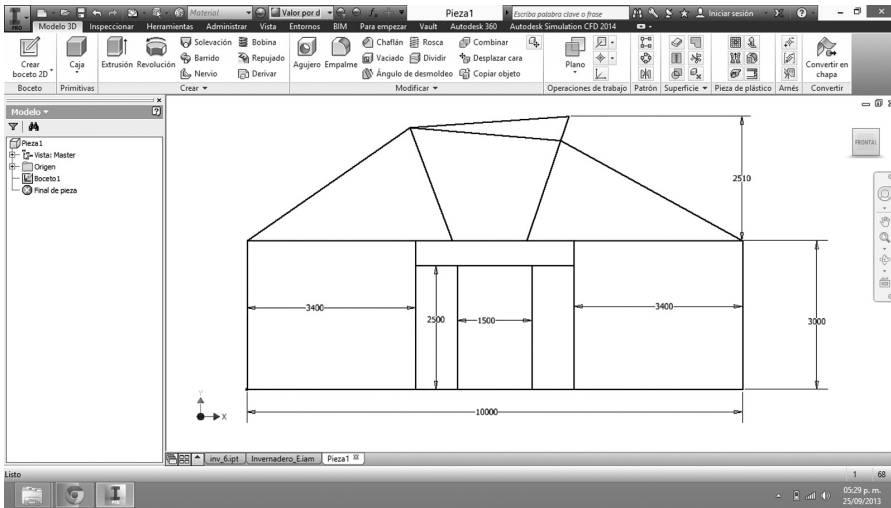 Material
Valor por d
Pieza1
Escriba palabra clave o frase
Iniciar sesión
PRO
Modelo 3D Inspeccionar Herramientas Administrar Vista Entornos BIM Para empezar Vault Autodesk 360 Autodesk Simulation CFD 2014
Crear boceto 2D
Caja
Extrusión
Revolución
Solevación
Bobina
Barrido
Repujado
Nervio
Derivar
Agujero
Empalme
Chaflán
Rosca
Combinar
Vaciado
Dividir
Desplazar cara
Ángulo de desmoldeo
Copiar objeto
Plano
Convertir en chapa
Boceto Primitivas Crear Modificar Operaciones de trabajo Patrón Superficie Pieza de plástico Arnés Convertir
Modelo
Pieza1
Vista: Master
Origen
Boceto1
Final de pieza
FRONTAL
2510
3400
2500
1500
3400
3000
10000
Y
X
inv_6.ipt Invernadero_E.iam Pieza1
Listo
1 68
05:29 p. m.
25/09/2013